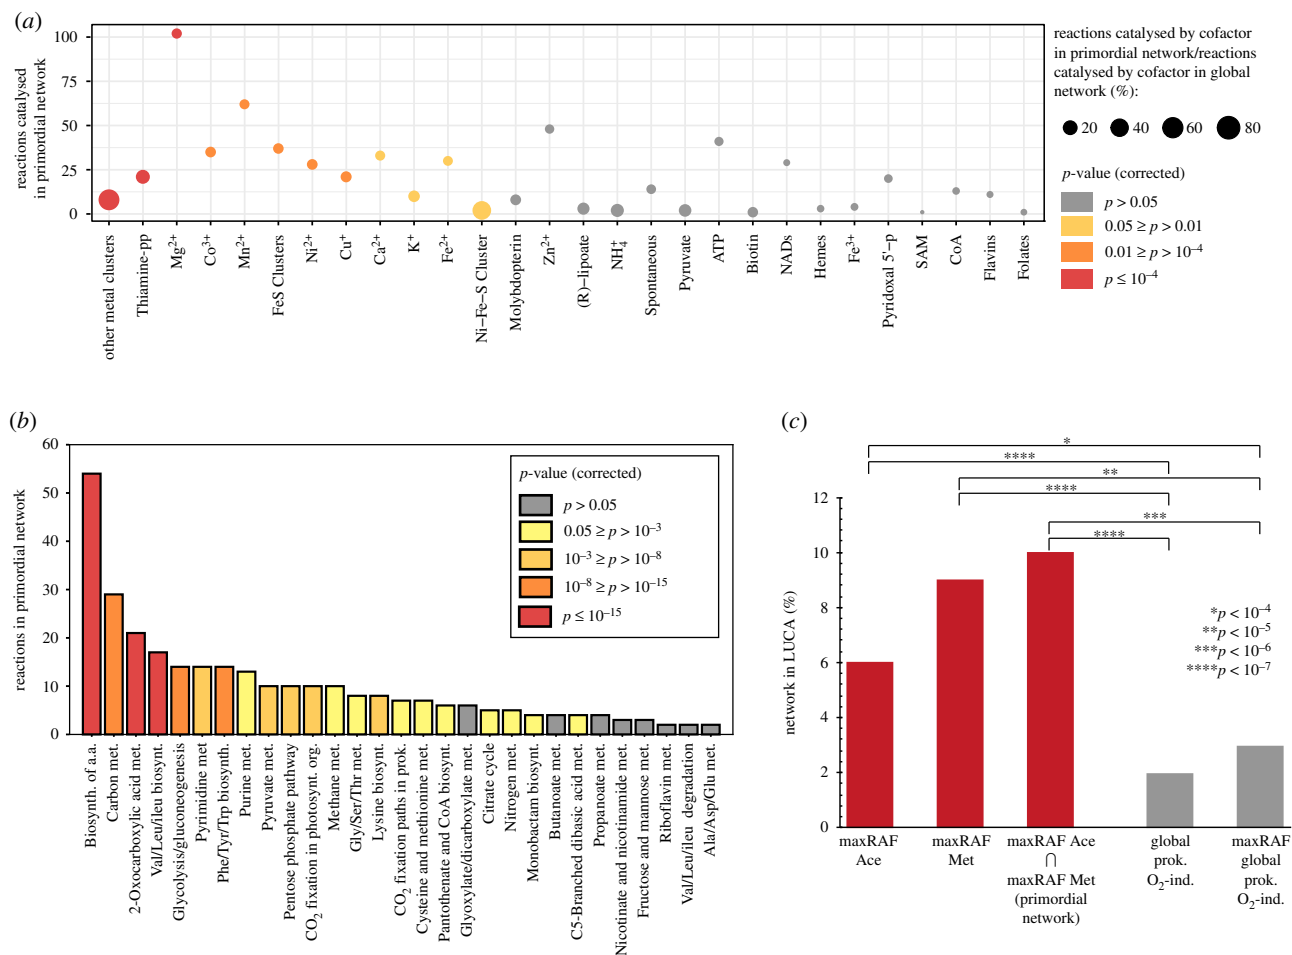 (a)
100
75
50
25
0
reactions catalysed
in primordial network
other metal clusters
Thiamine-pp
Mg2+
Co3+
Mn2+
FeS Clusters
Ni2+
Cu+
Ca2+
K+
Fe2+
Ni–Fe–S Cluster
Molybdopterin
Zn2+
(R)–lipoate
NH4+
Spontaneous
Pyruvate
ATP
Biotin
NADs
Hemes
Fe3+
Pyridoxal 5'–p
SAM
CoA
Flavins
Folates
reactions catalysed by cofactor
in primordial network/reactions
catalysed by cofactor in global
network (%):
20 40 60 80
p-value (corrected)
p > 0.05
0.05 ≥ p > 0.01
0.01 ≥ p > 10–4
p ≤ 10–4
(b)
60
50
40
30
20
10
0
reactions in primordial network
p-value (corrected)
p > 0.05
0.05 ≥ p > 10–3
10–3 ≥ p > 10–8
10–8 ≥ p > 10–15
p ≤ 10–15
Biosynth. of a.a.
Carbon met.
2-Oxocarboxylic acid met.
Val/Leu/ileu biosynt.
Glycolysis/gluconeogenesis
Pyrimidine met
Phe/Tyr/Trp biosynth.
Purine met.
Pyruvate met.
Pentose phosphate pathway
CO2 fixation in photosynt. org.
Methane met.
Gly/Ser/Thr met.
Lysine biosynt.
CO2 fixation paths in prok.
Cysteine and methionine met.
Pantothenate and CoA biosynt.
Glyoxylate/dicarboxylate met.
Citrate cycle
Nitrogen met.
Monobactam biosynt.
Butanoate met.
C5-Branched dibasic acid met.
Propanoate met.
Nicotinate and nicotinamide met.
Fructose and mannose met.
Riboflavin met.
Val/Leu/ileu degradation
Ala/Asp/Glu met.
(c)
*
****
**
****
***
****
12
10
8
6
4
2
0
network in LUCA (%)
*p < 10–4
**p < 10–5
***p < 10–6
****p < 10–7
maxRAF
Ace
maxRAF
Met
maxRAF Ace
∩
maxRAF Met
(primordial
network)
global
prok.
O2-ind.
maxRAF
global
prok.
O2-ind.